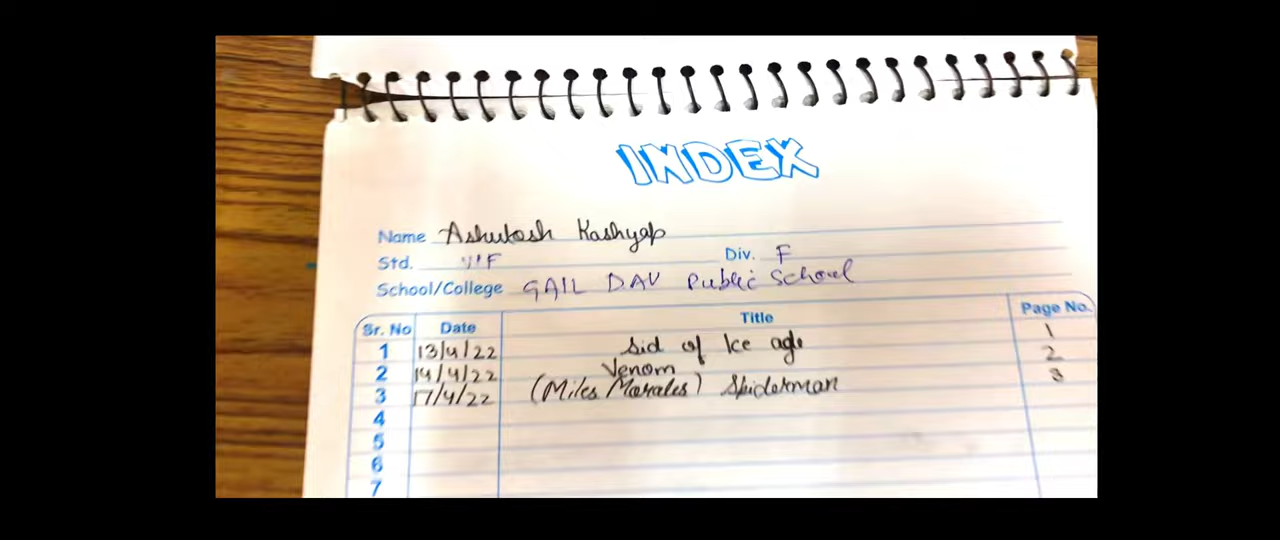 INDEX
Name Ashutosh Kashyap
Std. VIF Div. F
School/College GAIL DAV Public School
Sr. No Date Title Page No.
1 13/4/22 Sid of Ice age 1
2 14/4/22 Venom 2
3 17/4/22 (Miles Morales) Spiderman 3
4
5
6
7